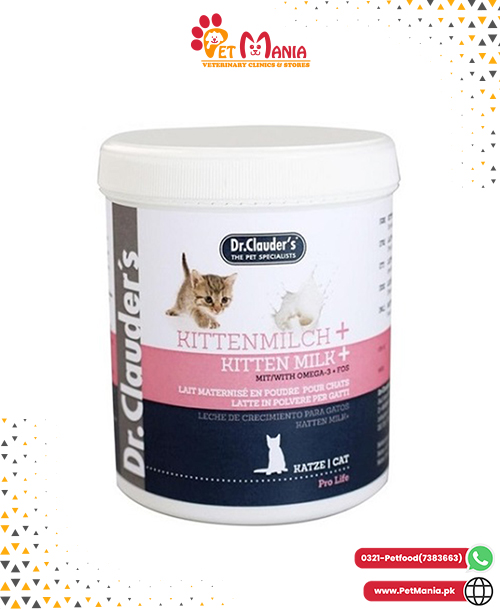 PET MANIA
VETERINARY CLINICS & STORES
Dr.Clauder's
Dr.Clauder's
THE PET SPECIALISTS
KITTENMILCH+
KITTEN MILK+
MIT/WITH OMEGA-3 + FOS
LAIT MATERNISÉ EN POUDRE POUR CHATS
LATTE IN POLVERE PER GATTI
LECHE DE CRECIMIENTO PARA GATOS
KATTEN MILK+
KATZE | CAT
Pro Life
0321-Petfood(7383663)
www.PetMania.pk